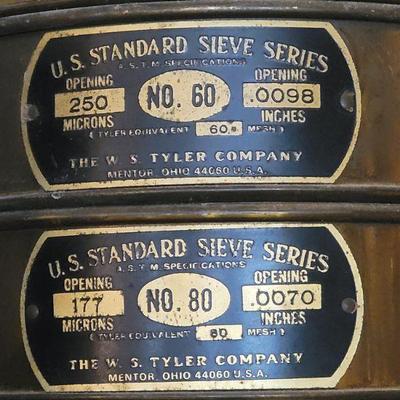 U.S. STANDARD SIEVE SERIES
A.S.T.M. SPECIFICATIONS
OPENING OPENING
250 NO. 60 .0098
MICRONS INCHES
( TYLER EQUIVALENT 60 MESH )
THE W. S. TYLER COMPANY
MENTOR, OHIO 44060 U.S.A.
U.S. STANDARD SIEVE SERIES
A.S.T.M. SPECIFICATIONS
OPENING OPENING
177 NO. 80 .0070
MICRONS INCHES
( TYLER EQUIVALENT 80 MESH )
THE W. S. TYLER COMPANY
MENTOR, OHIO 44060 U.S.A.